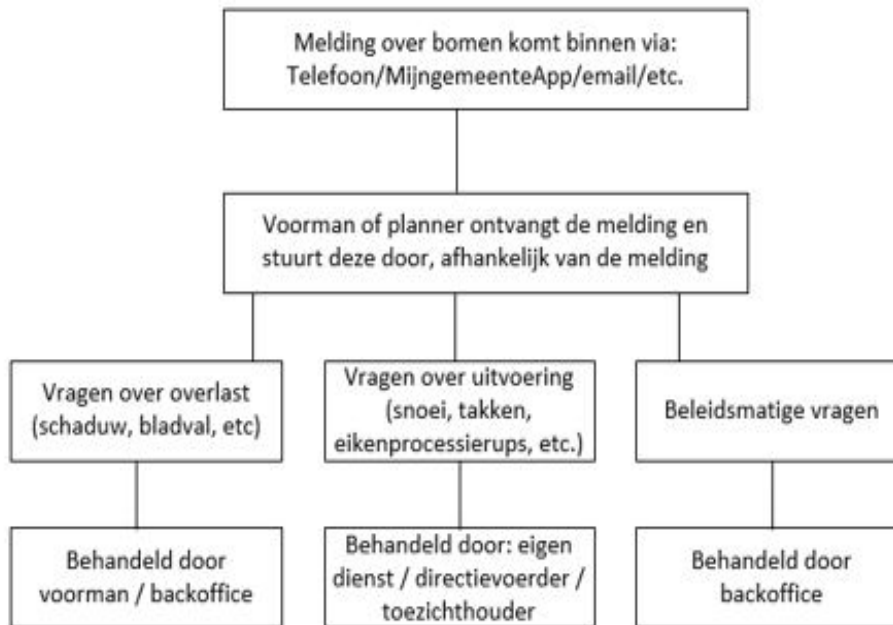 Melding over bomen komt binnen via:
Telefoon/MijngemeenteApp/email/etc.
Voorman of planner ontvangt de melding en
stuurt deze door, afhankelijk van de melding
Vragen over overlast
(schaduw, bladval, etc)
Vragen over uitvoering
(snoei, takken,
eikenprocessierups, etc.)
Beleidsmatige vragen
Behandeld door
voorman / backoffice
Behandeld door: eigen
dienst / directievoerder /
toezichthouder
Behandeld door
backoffice